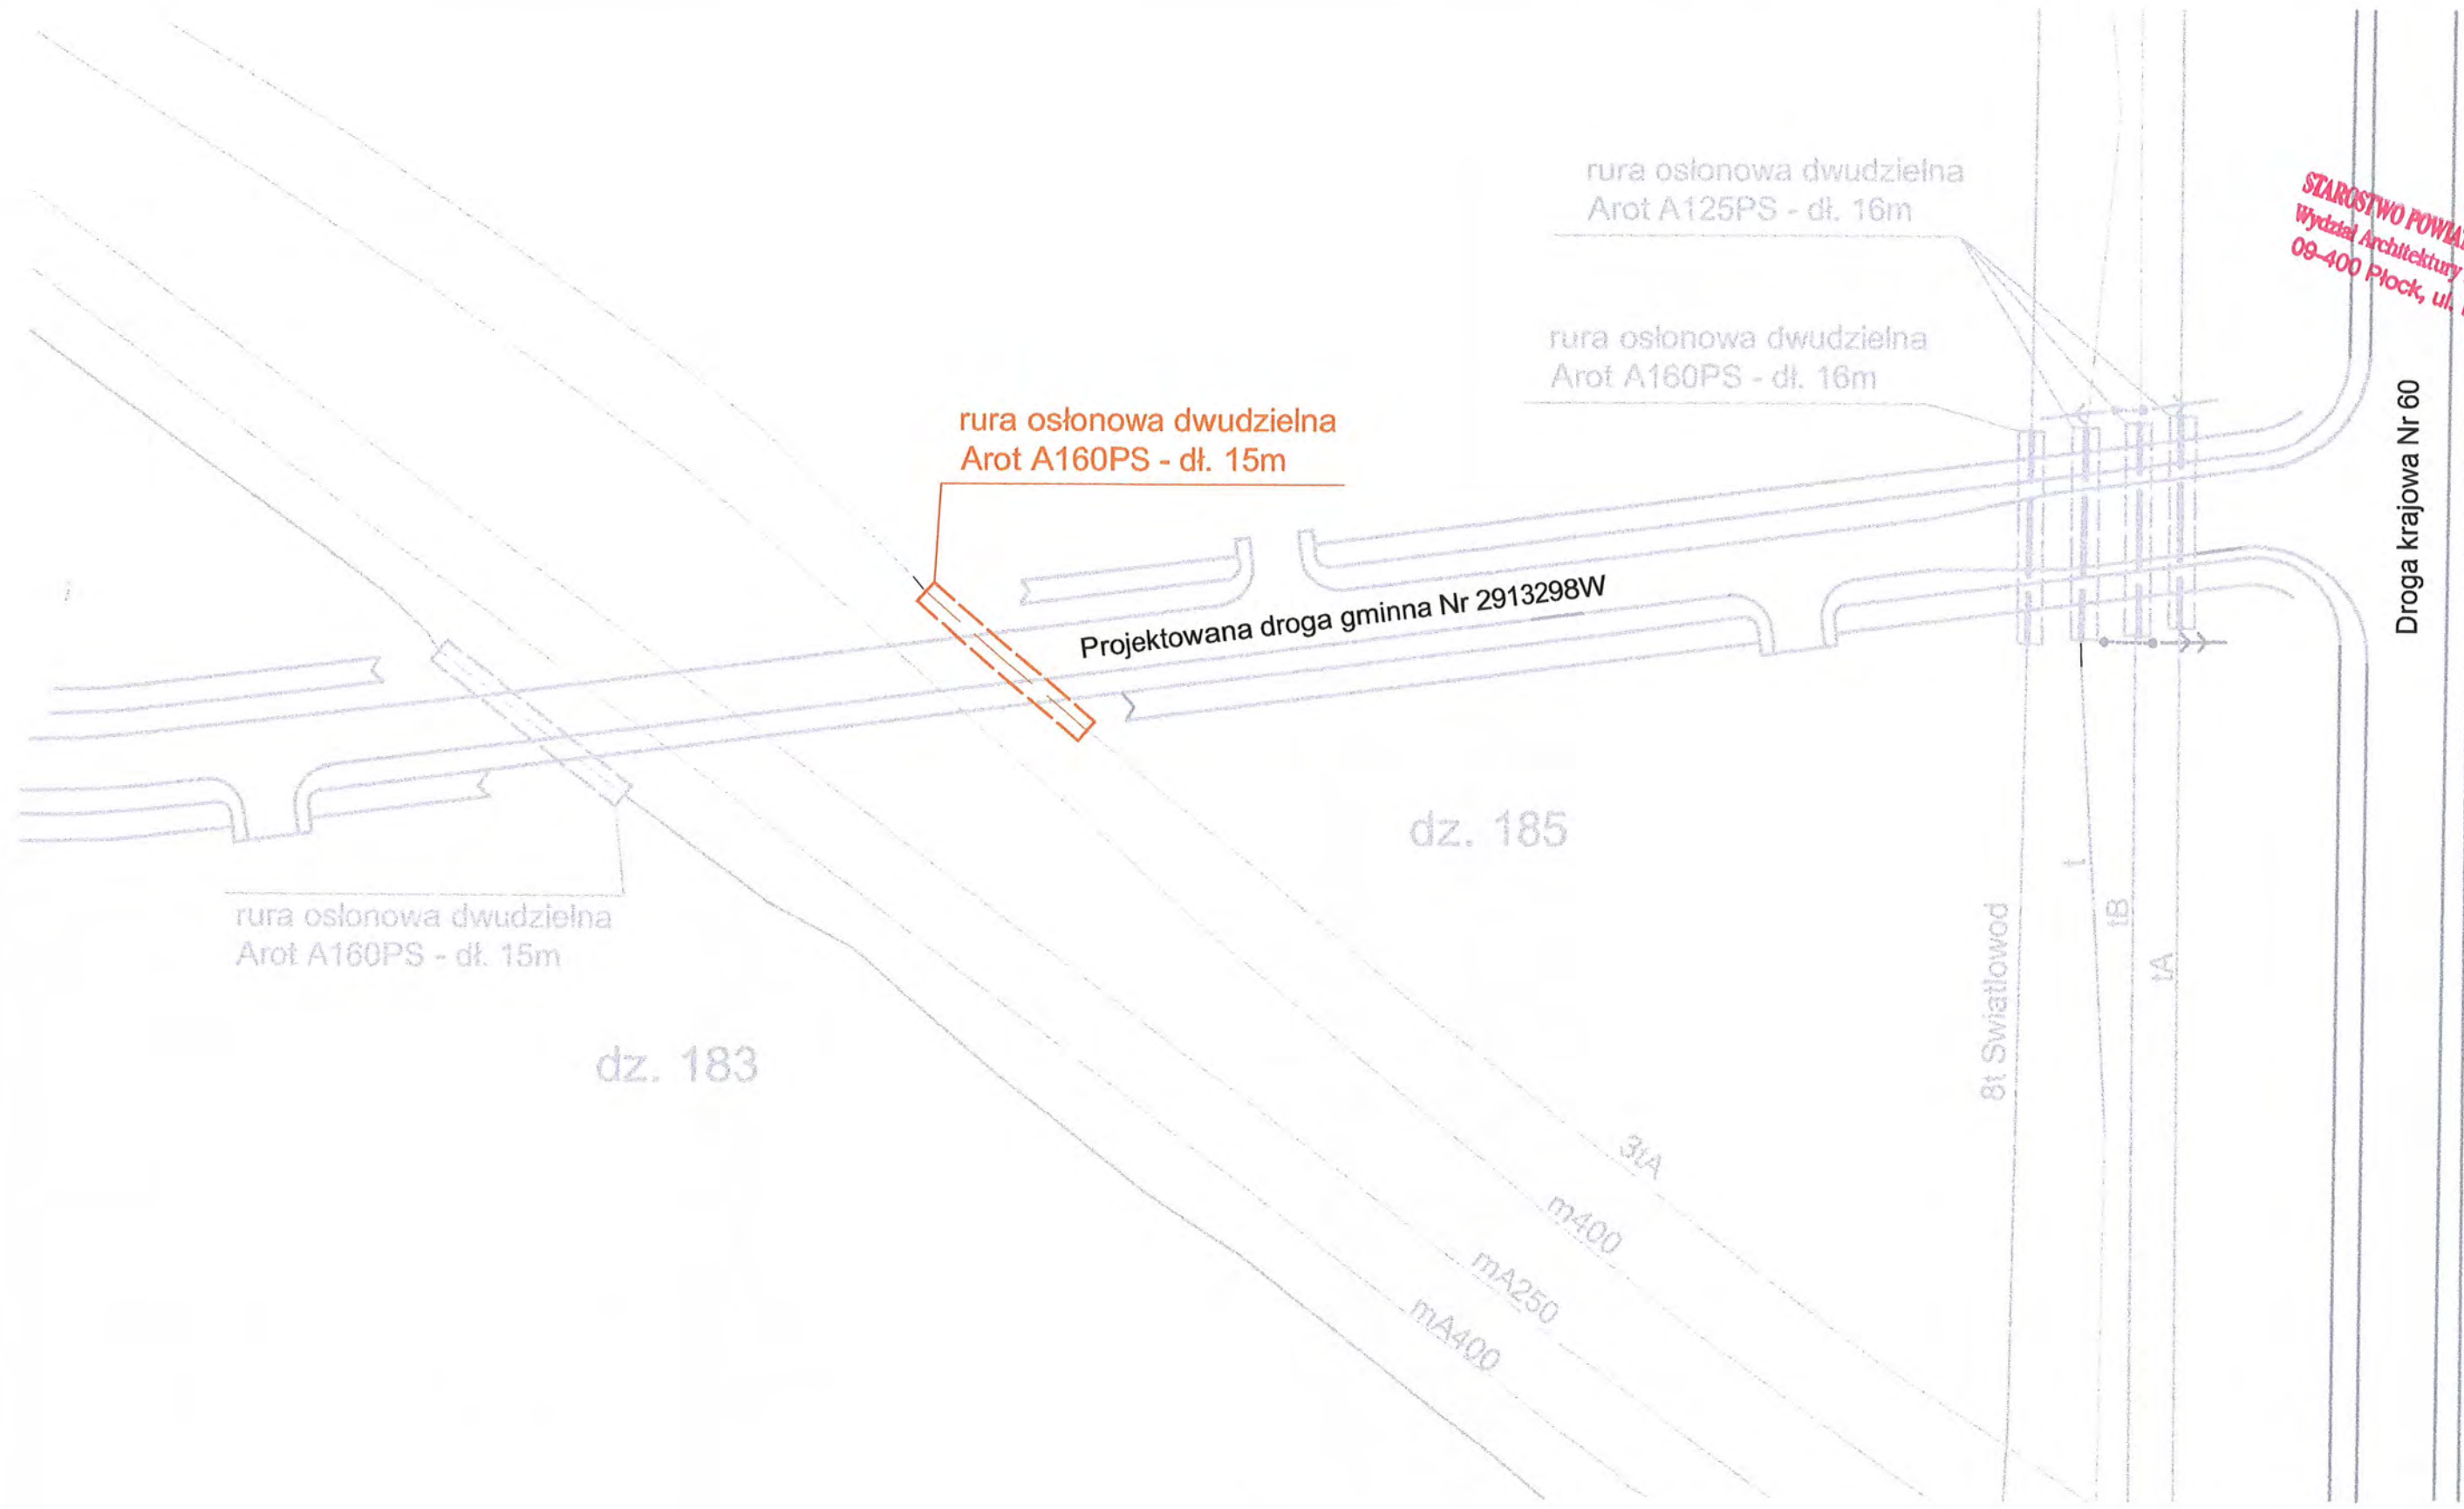 rura osłonowa dwudzielna
Arot A125PS - dł. 16m
STAROSTWO
Wydział Architektury
09-400 Płock, ul.
rura osłonowa dwudzielna
Arot A160PS - dł. 16m
rura osłonowa dwudzielna
Arot A160PS - dł. 15m
Droga krajowa Nr 60
Projektowana droga gminna Nr 2913298W
dz. 185
rura osłonowa dwudzielna
Arot A160PS - dł. 15m
dz. 183
8t Swiatlowod
t
tB
tA
3tA
m400
mA250
mA400